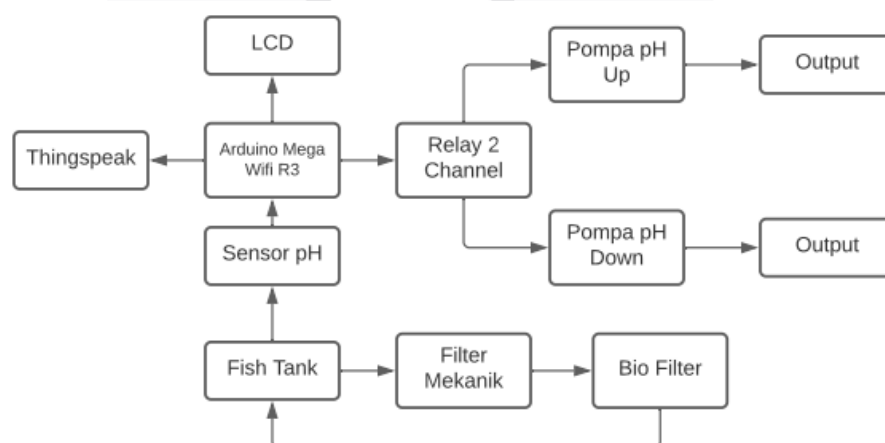 LCD
Pompa pH
Up
Output
Thingspeak
Arduino Mega
Wifi R3
Relay 2
Channel
Sensor pH
Pompa pH
Down
Output
Fish Tank
Filter
Mekanik
Bio Filter